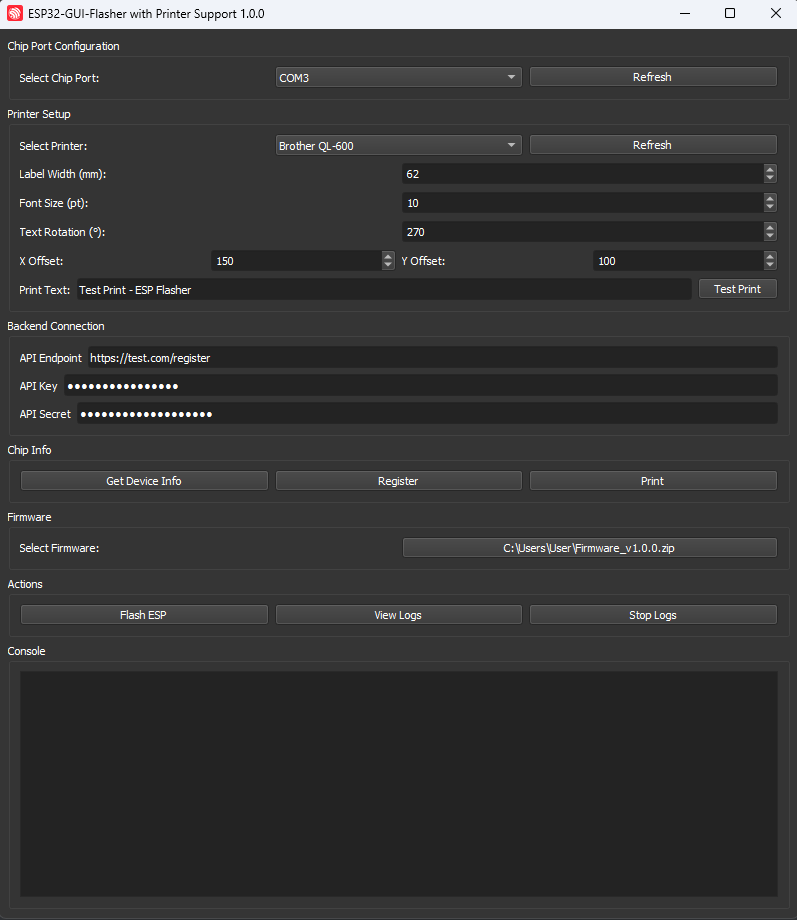 ESP32-GUI-Flasher with Printer Support 1.0.0
Chip Port Configuration
Select Chip Port: COM3 Refresh
Printer Setup
Select Printer: Brother QL-600 Refresh
Label Width (mm): 62
Font Size (pt): 10
Text Rotation (°): 270
X Offset: 150 Y Offset: 100
Print Text: Test Print - ESP Flasher Test Print
Backend Connection
API Endpoint https://test.com/register
API Key ●●●●●●●●●●●●●●●●
API Secret ●●●●●●●●●●●●●●●●●●●
Chip Info
Get Device Info Register Print
Firmware
Select Firmware: C:\Users\User\Firmware_v1.0.0.zip
Actions
Flash ESP View Logs Stop Logs
Console